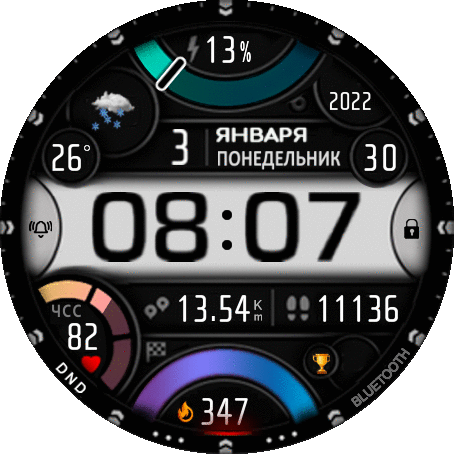 13%
2022
26°
3 ЯНВАРЯ
ПОНЕДЕЛЬНИК
30
08:07
13.54 Km
11136
ЧСС
82
DND
347
BLUETOOTH